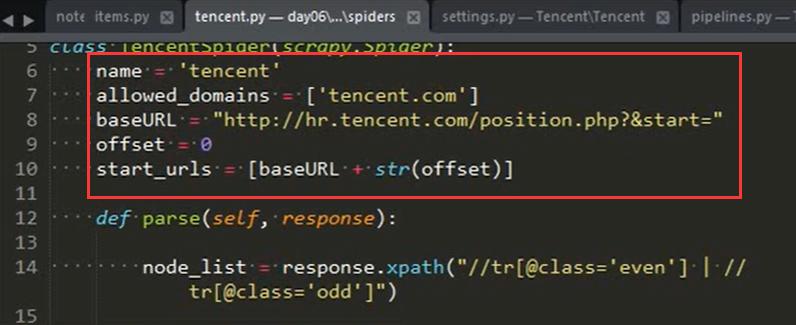 note items.py
tencent.py — day06\...\spiders
settings.py — Tencent\Tencent
pipelines.py — T
5 class TencentSpider(scrapy.Spider):
6 name = 'tencent'
7 allowed_domains = ['tencent.com']
8 baseURL = "http://hr.tencent.com/position.php?&start="
9 offset = 0
10 start_urls = [baseURL + str(offset)]
11
12 def parse(self, response):
13
14 node_list = response.xpath("//tr[@class='even'] | //
tr[@class='odd']")
15